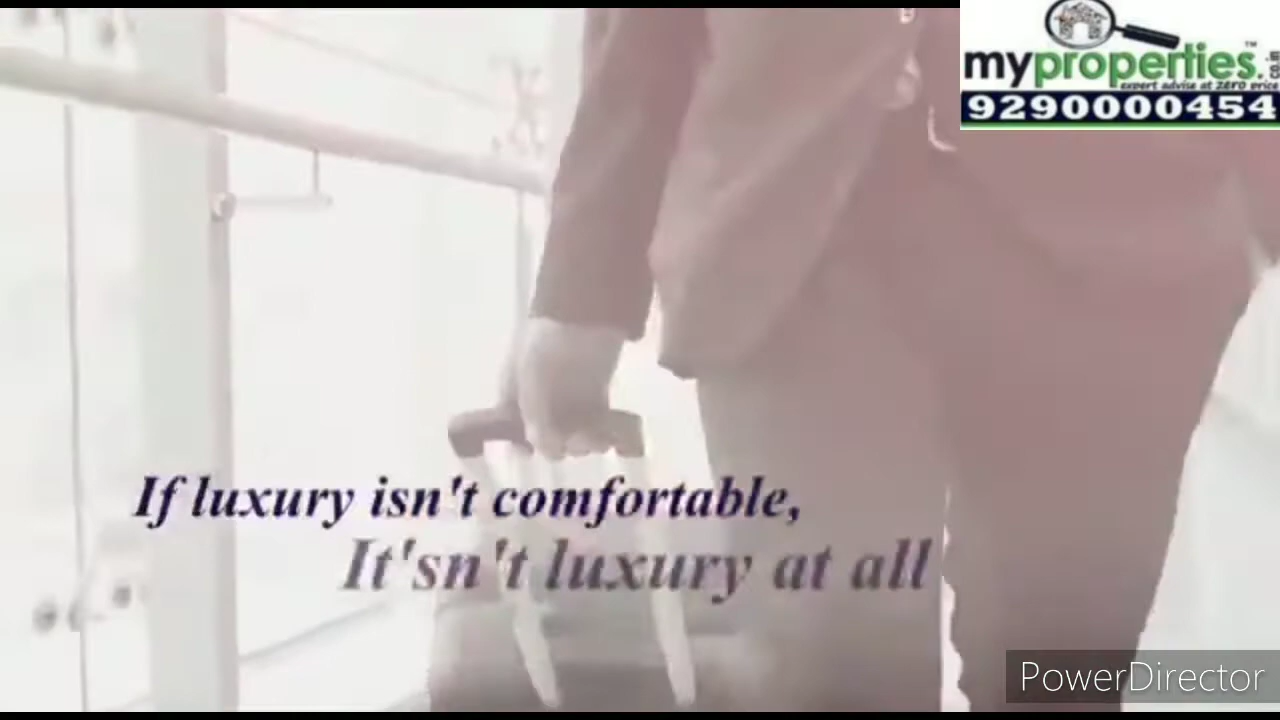 myproperties.co.in
TM
expert advise at ZERO price
9290000454
If luxury isn't comfortable,
It'sn't luxury at all
PowerDirector